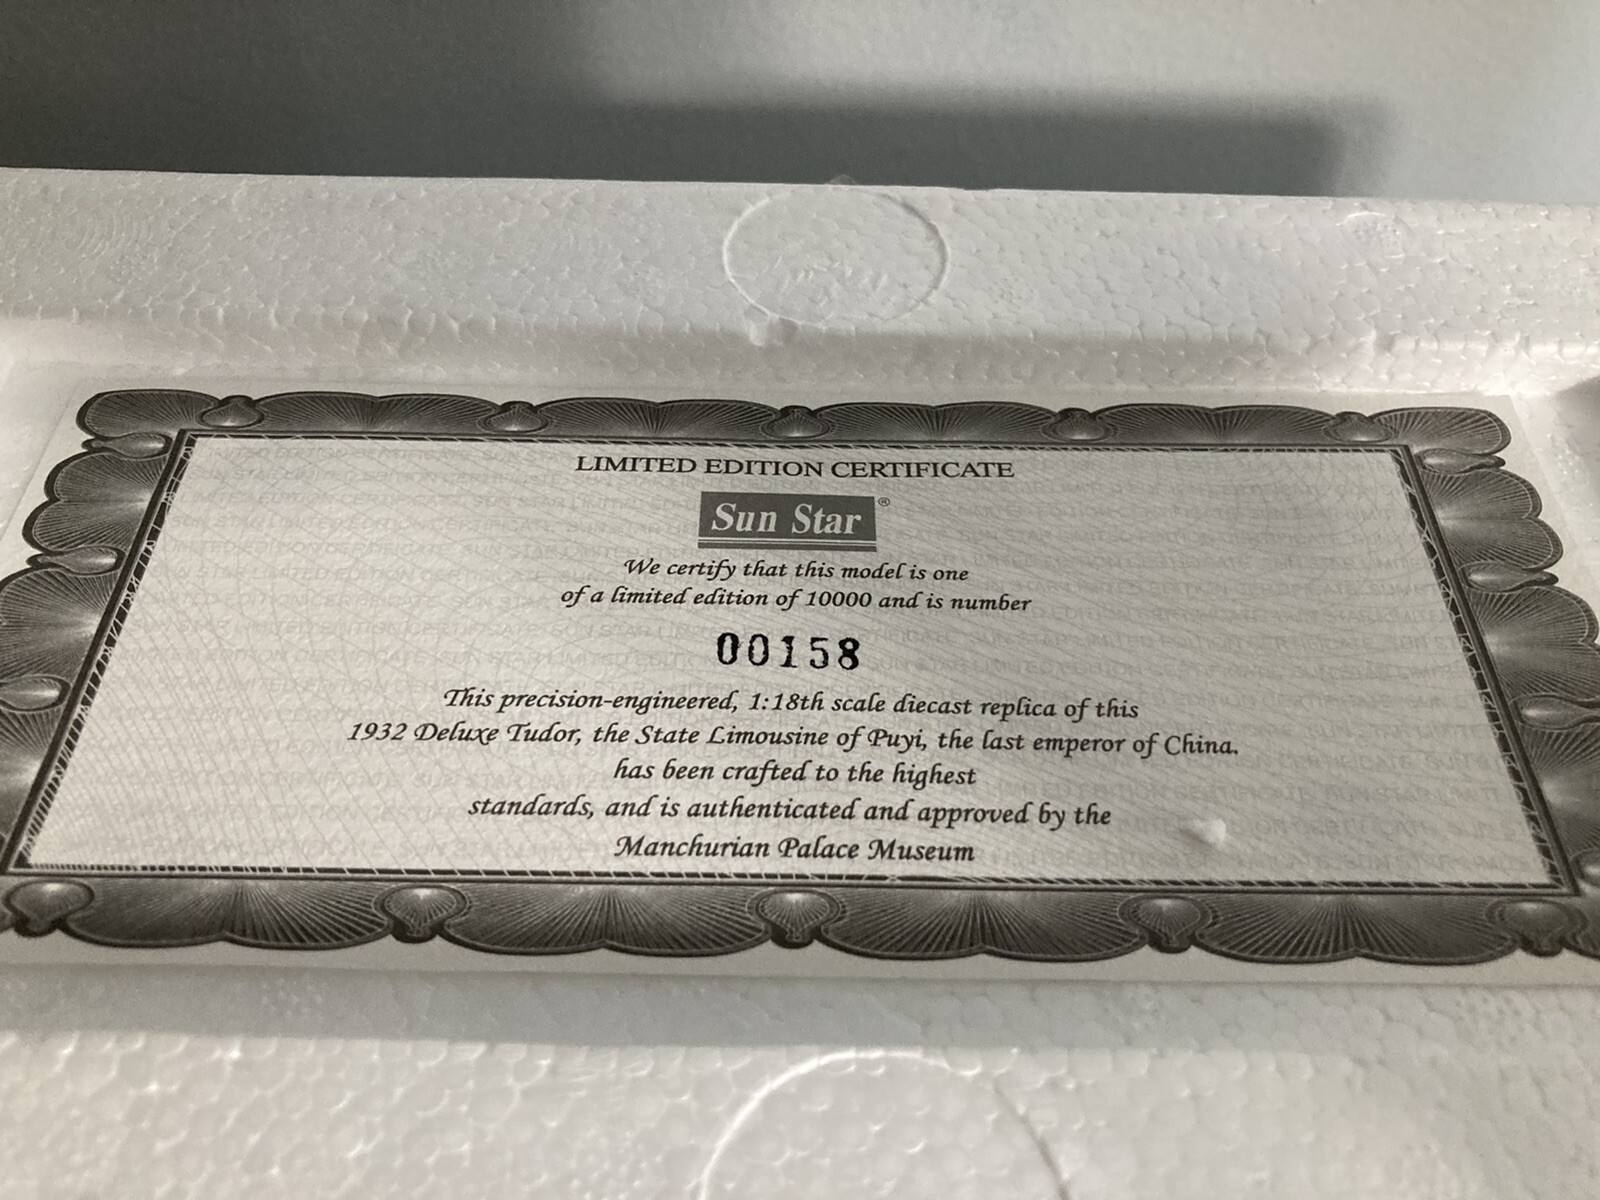 LIMITED EDITION CERTIFICATE
Sun Star®
We certify that this model is one
of a limited edition of 10000 and is number
00158
This precision-engineered, 1:18th scale diecast replica of this
1932 Deluxe Tudor, the State Limousine of Puyi, the last emperor of China.
has been crafted to the highest
standards, and is authenticated and approved by the
Manchurian Palace Museum